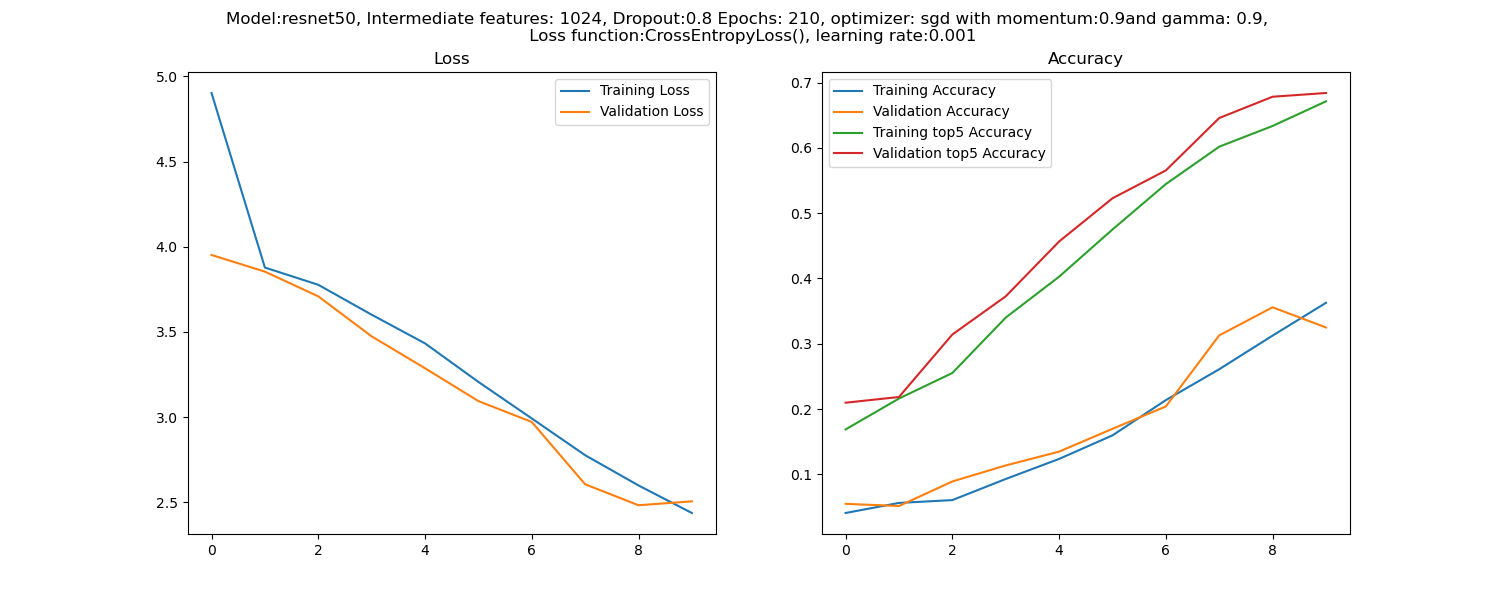 Model:resnet50, Intermediate features: 1024, Dropout:0.8 Epochs: 210, optimizer: sgd with momentum:0.9and gamma: 0.9,
Loss function:CrossEntropyLoss(), learning rate:0.001
Loss
5.0
4.5
4.0
3.5
3.0
2.5
0 2 4 6 8
Training Loss
Validation Loss
Accuracy
0.7
0.6
0.5
0.4
0.3
0.2
0.1
0 2 4 6 8
Training Accuracy
Validation Accuracy
Training top5 Accuracy
Validation top5 Accuracy